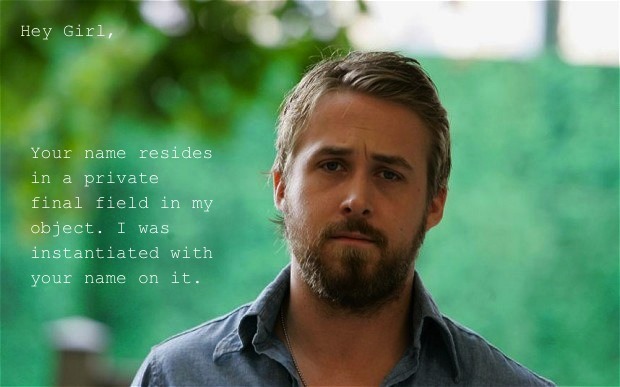 Hey Girl,
Your name resides
in a private
final field in my
object. I was
instantiated with
your name on it.